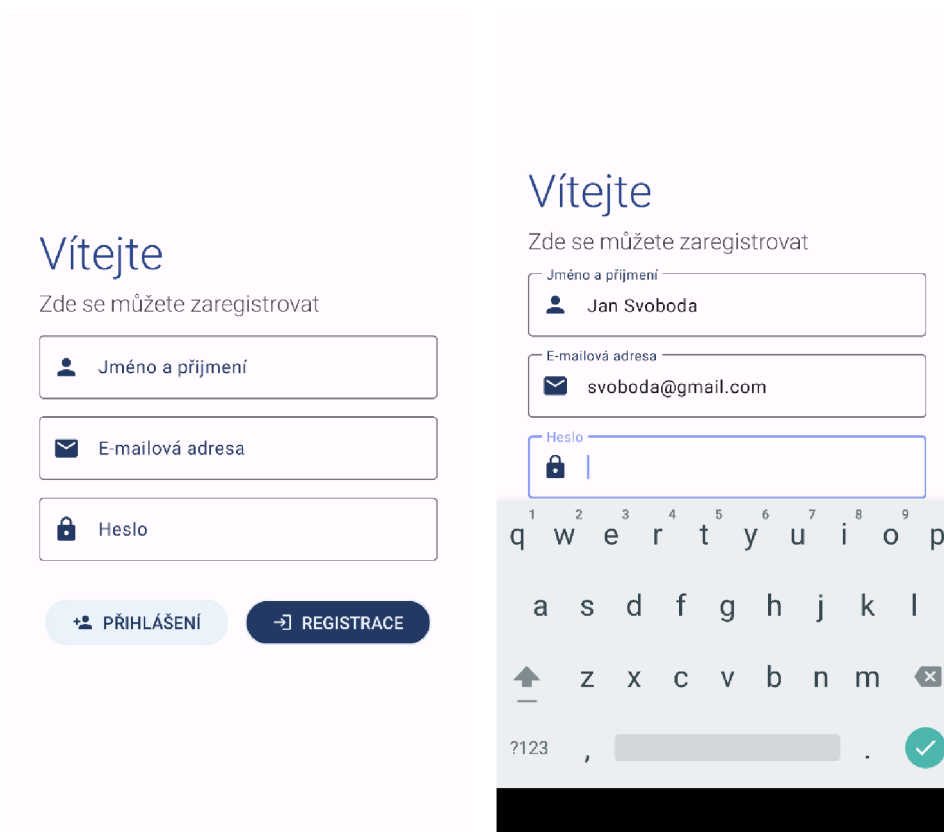 Vítejte
Zde se můžete zaregistrovat
Jméno a přijmení
E-mailová adresa
Heslo
PŘIHLÁŠENÍ REGISTRACE
Vítejte
Zde se můžete zaregistrovat
Jméno a přijmení
Jan Svoboda
E-mailová adresa
svoboda@gmail.com
Heslo
1 2 3 4 5 6 7 8 9
q w e r t y u i o p
a s d f g h j k l
z x c v b n m
?123 , .